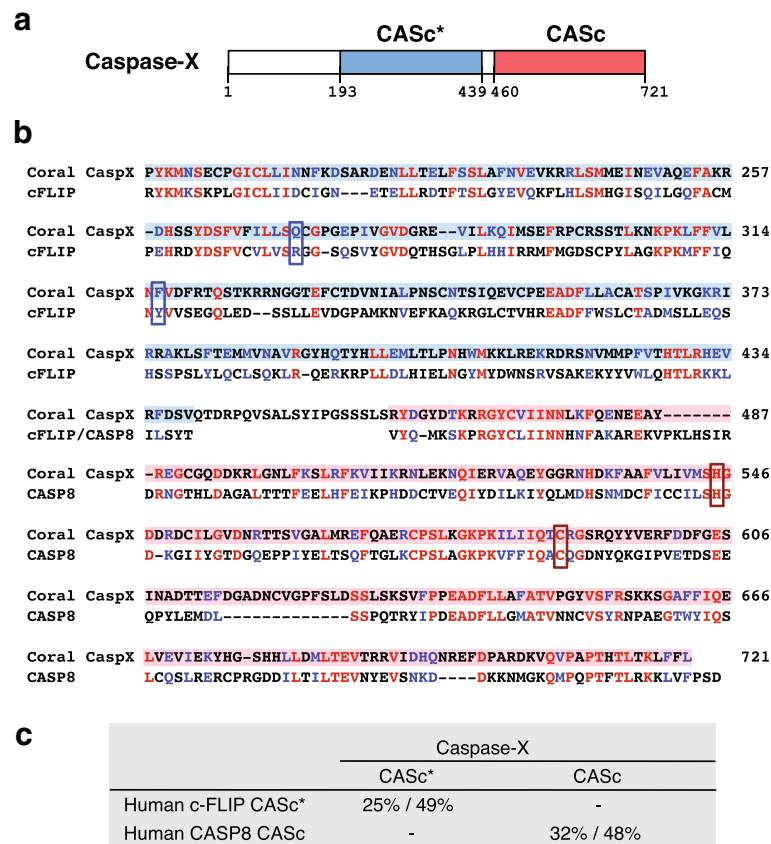 a
CASc* CASc
Caspase-X
1 193 439 460 721
b
Coral CaspX PYKMNSECPGICLLINNFKDSARDENLLTELFSSLAFNVEVKRRLSMMEINEVAQEFAKR 257
cFLIP RYKMKSKPLGICLIIDCIGN---ETELLRDTFTSLGYEVQKFLHLSMHGISQILGQFACM
Coral CaspX -DHSSYDSFVFILLSQCGPGEPIVGVDGRE--VILKQIMSEFRPCRSSTLKNKPKLFFVL 314
cFLIP PEHRDYDSFVCVLVSRGG-SQSVYGVDQTHSGLPLHHIRRMFMGDSCPYLAGKPKMFFIQ
Coral CaspX NFVDFRTQSTKRRNGGTEFCTDVNIALPNSCNTSIQEVCPEEADFLLACATSPIVKGKRI 373
cFLIP NYVVSEGQLED--SSLLEVDGPAMKNVEFKAQKRGLCTVHREADFFWSLCTADMSLLEQS
Coral CaspX RRAKLSFTEMMVNAVRGYHQTYHLLEMLTLPNHWMKKLREKRDRSNVMMPFVTHTLRHEV 434
cFLIP HSSPSLYLQCLSQKLR-QERKRPLLDLHIELNGYMYDWNSRVSAKEKYYVWLQHTLRKKL
Coral CaspX RFDSVQTDRPQVSALSYIPGSSSLSRYDGYDTKRRGYCVIINNLKFQENEEAY------- 487
cFLIP/CASP8 ILSYT VYQ-MKSKPRGYCLIINNHNFAKAREKVPKLHSIR
Coral CaspX -REGCGQDDKRLGNLFKSLRFKVIIKRNLEKNQIERVAQEYGGRNHDKFAAFVLIVMSHG 546
CASP8 DRNGTHLDAGALTTTFEELHFEIKPHDDCTVEQIYDILKIYQLMDHSNMDCFICCILSHG
Coral CaspX DDRDCILGVDNRTTSVGALMREFQAERCPSLKGKPKILIIQTCRGSRQYYVERFDDFGES 606
CASP8 D-KGIIYGTDGQEPPIYELTSQFTGLKCPSLAGKPKVFFIQACQGDNYQKGIPVETDSEE
Coral CaspX INADTTEFDGADNCVGPFSLDSSLSKSVFPPEADFLLAFATVPGYVSFRSKKSGAFFIQE 666
CASP8 QPYLEMDL-------------SSPQTRYIPDEADFLLGMATVNNCVSYRNPAEGTWYIQS
Coral CaspX LVEVIEKYHG-SHHLLDMLTEVTRRVIDHQNREFDPARDKVQVPAPTHTLTKLFFL 721
CASP8 LCQSLRERCPRGDDILTILTEVNYEVSNKD----DKKNMGKQMPQPTFTLRKKLVFPSD
c
Caspase-X
CASc* CASc
Human c-FLIP CASc* 25% / 49% -
Human CASP8 CASc - 32% / 48%